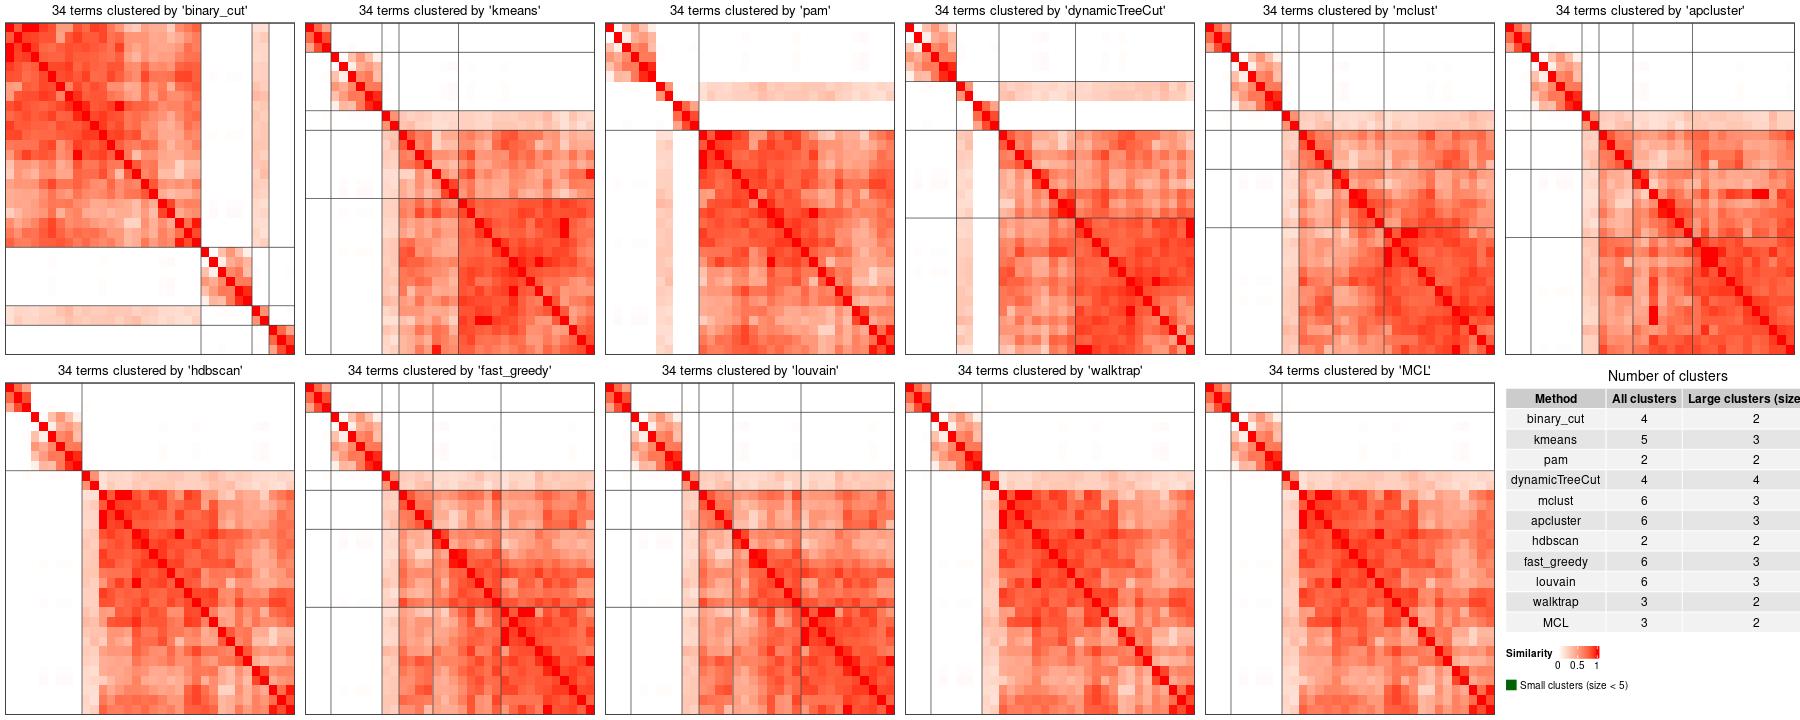 34 terms clustered by 'binary_cut'
34 terms clustered by 'kmeans'
34 terms clustered by 'pam'
34 terms clustered by 'dynamicTreeCut'
34 terms clustered by 'mclust'
34 terms clustered by 'apcluster'
34 terms clustered by 'hdbscan'
34 terms clustered by 'fast_greedy'
34 terms clustered by 'louvain'
34 terms clustered by 'walktrap'
34 terms clustered by 'MCL'
Number of clusters
Method All clusters Large clusters (size
binary_cut 4 2
kmeans 5 3
pam 2 2
dynamicTreeCut 4 4
mclust 6 3
apcluster 6 3
hdbscan 2 2
fast_greedy 6 3
louvain 6 3
walktrap 3 2
MCL 3 2
Similarity
0 0.5 1
Small clusters (size < 5)